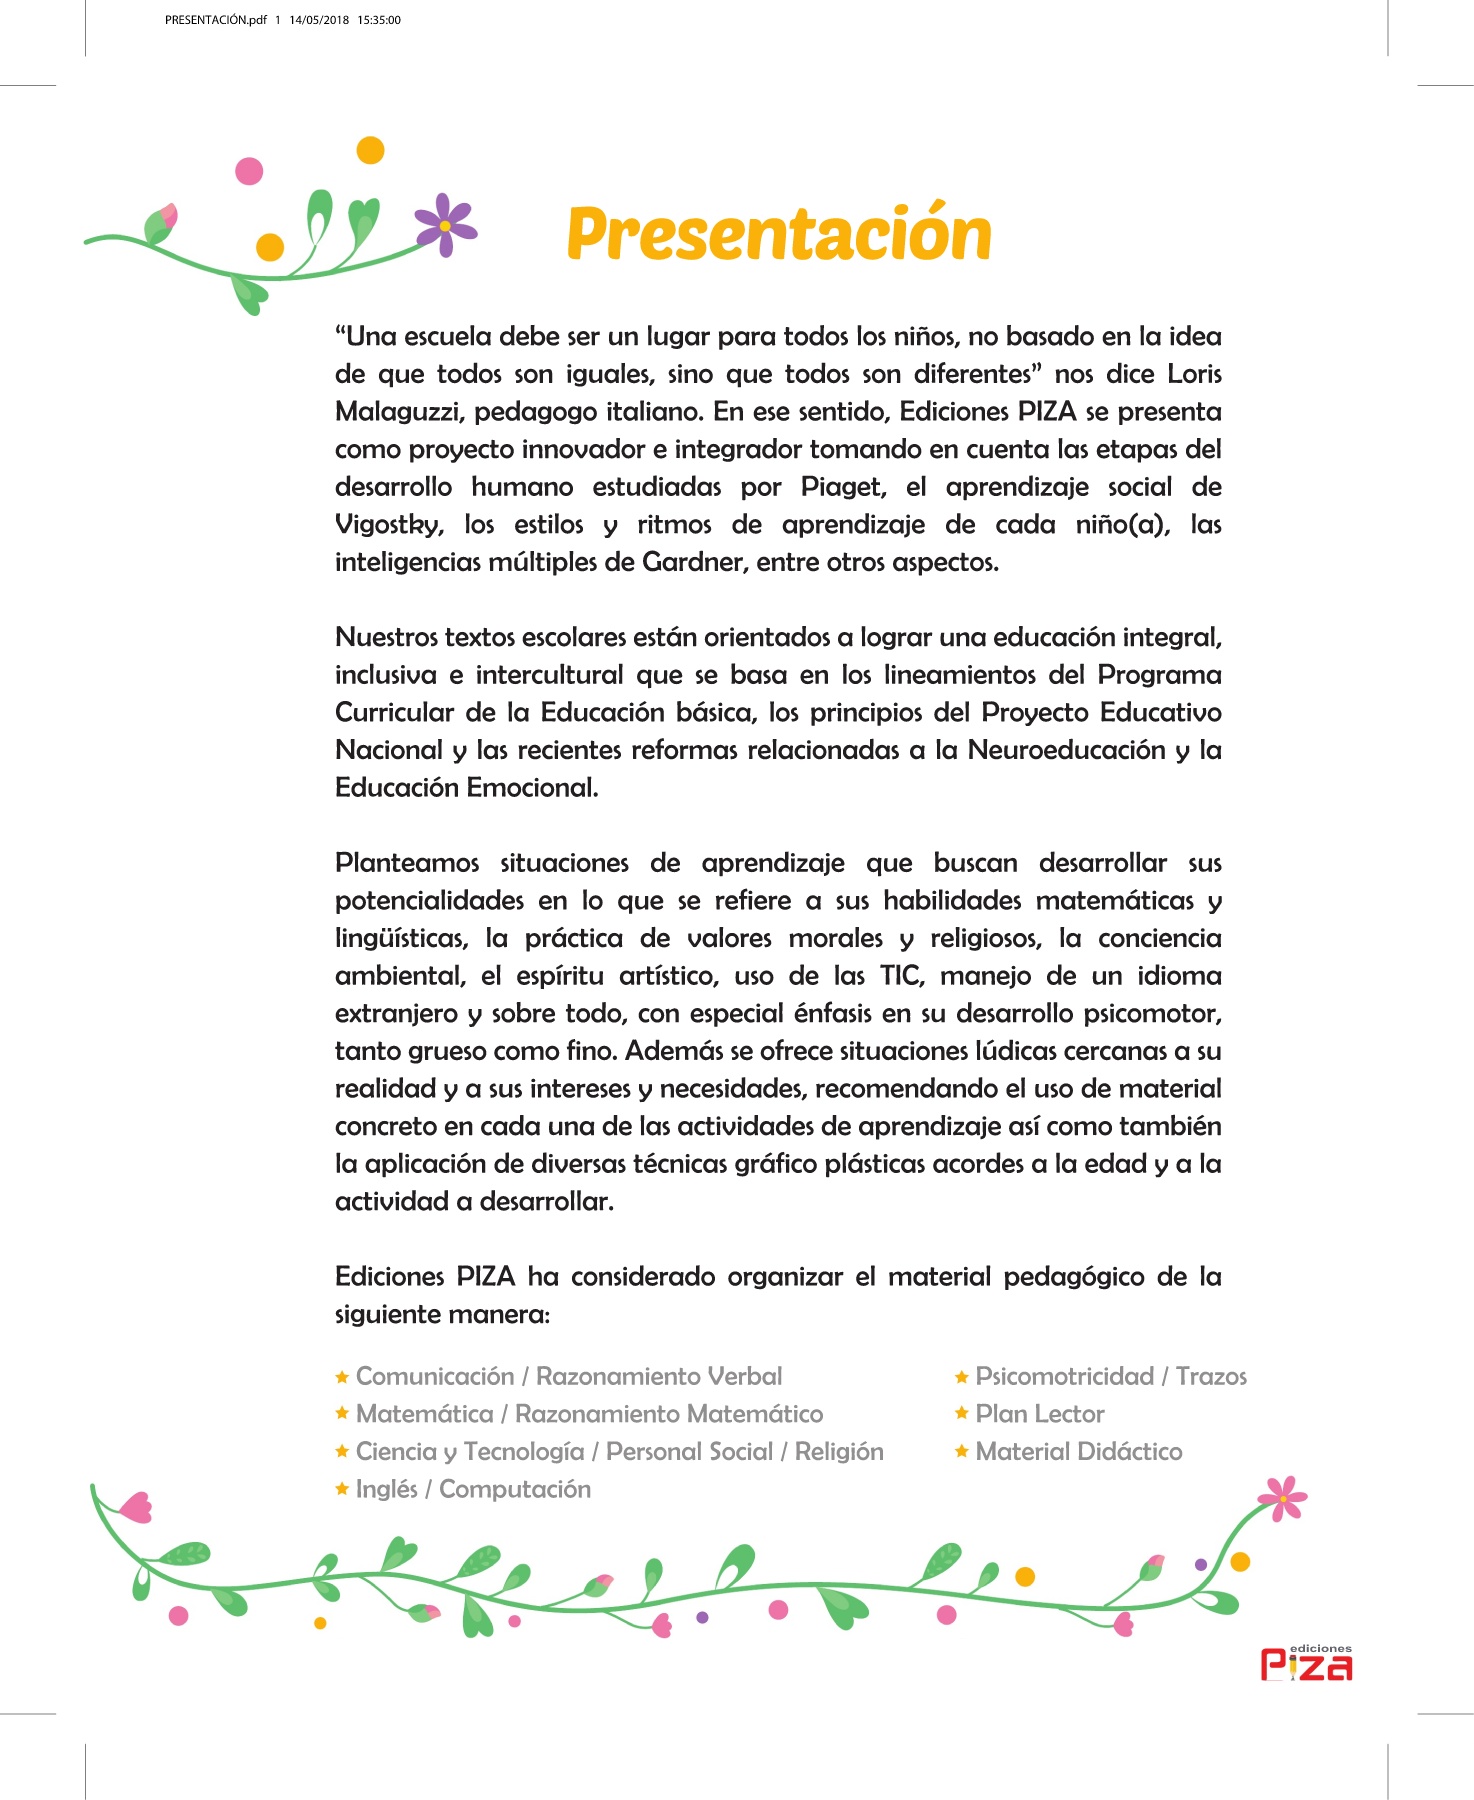 PRESENTACIÓN.pdf 1 14/05/2018 15:35:00
Presentación
“Una escuela debe ser un lugar para todos los niños, no basado en la idea
de que todos son iguales, sino que todos son diferentes” nos dice Loris
Malaguzzi, pedagogo italiano. En ese sentido, Ediciones PIZA se presenta
como proyecto innovador e integrador tomando en cuenta las etapas del
desarrollo humano estudiadas por Piaget, el aprendizaje social de
Vigostky, los estilos y ritmos de aprendizaje de cada niño(a), las
inteligencias múltiples de Gardner, entre otros aspectos.
Nuestros textos escolares están orientados a lograr una educación integral,
inclusiva e intercultural que se basa en los lineamientos del Programa
Curricular de la Educación básica, los principios del Proyecto Educativo
Nacional y las recientes reformas relacionadas a la Neuroeducación y la
Educación Emocional.
Planteamos situaciones de aprendizaje que buscan desarrollar sus
potencialidades en lo que se refiere a sus habilidades matemáticas y
lingüísticas, la práctica de valores morales y religiosos, la conciencia
ambiental, el espíritu artístico, uso de las TIC, manejo de un idioma
extranjero y sobre todo, con especial énfasis en su desarrollo psicomotor,
tanto grueso como fino. Además se ofrece situaciones lúdicas cercanas a su
realidad y a sus intereses y necesidades, recomendando el uso de material
concreto en cada una de las actividades de aprendizaje así como también
la aplicación de diversas técnicas gráfico plásticas acordes a la edad y a la
actividad a desarrollar.
Ediciones PIZA ha considerado organizar el material pedagógico de la
siguiente manera:
Comunicación / Razonamiento Verbal
Matemática / Razonamiento Matemático
Ciencia y Tecnología / Personal Social / Religión
Inglés / Computación
Psicomotricidad / Trazos
Plan Lector
Material Didáctico
ediciones
Piza